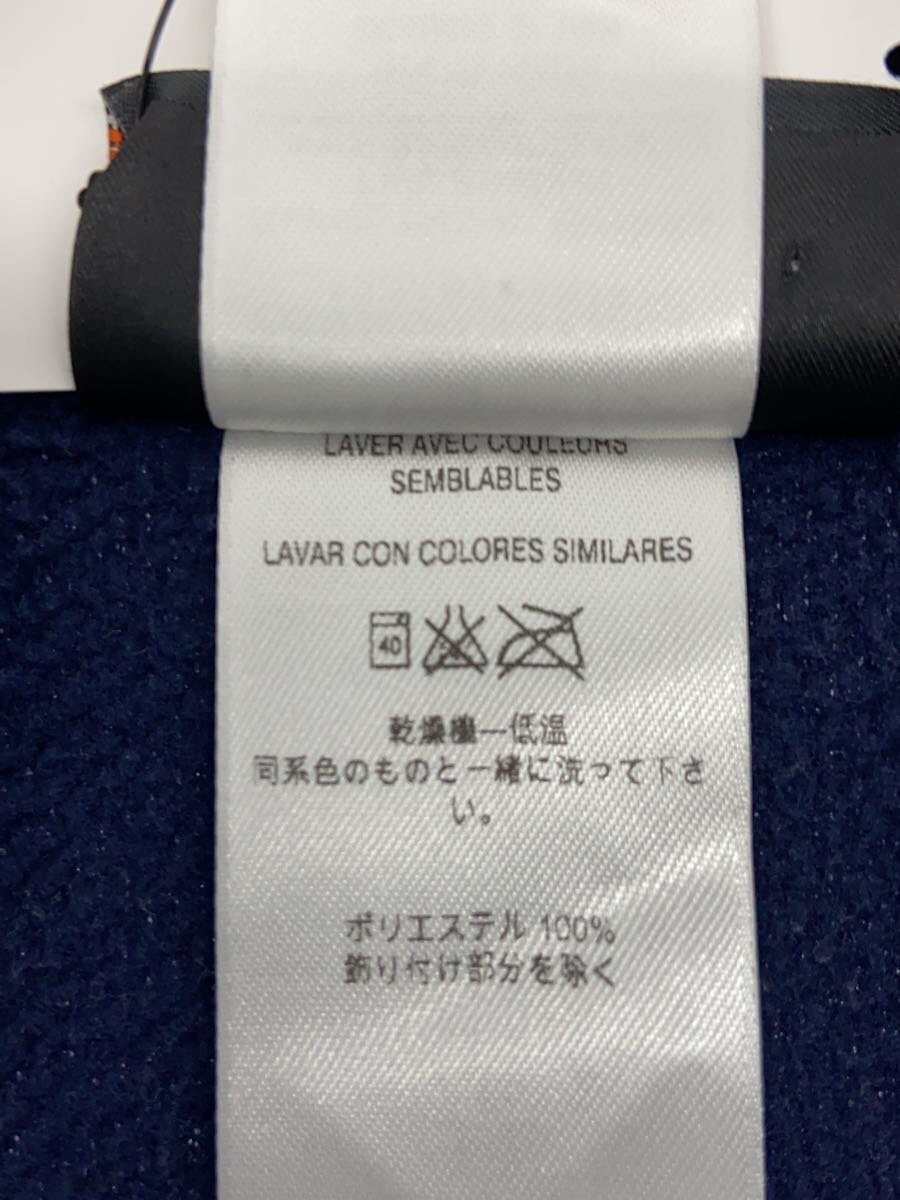 LAVER AVEC COULEURS
SEMBLABLES
LAVAR CON COLORES SIMILARES
40
乾燥機—低温
同系色のものと一緒に洗って下さ
い。
ポリエステル 100%
飾り付け部分を除く